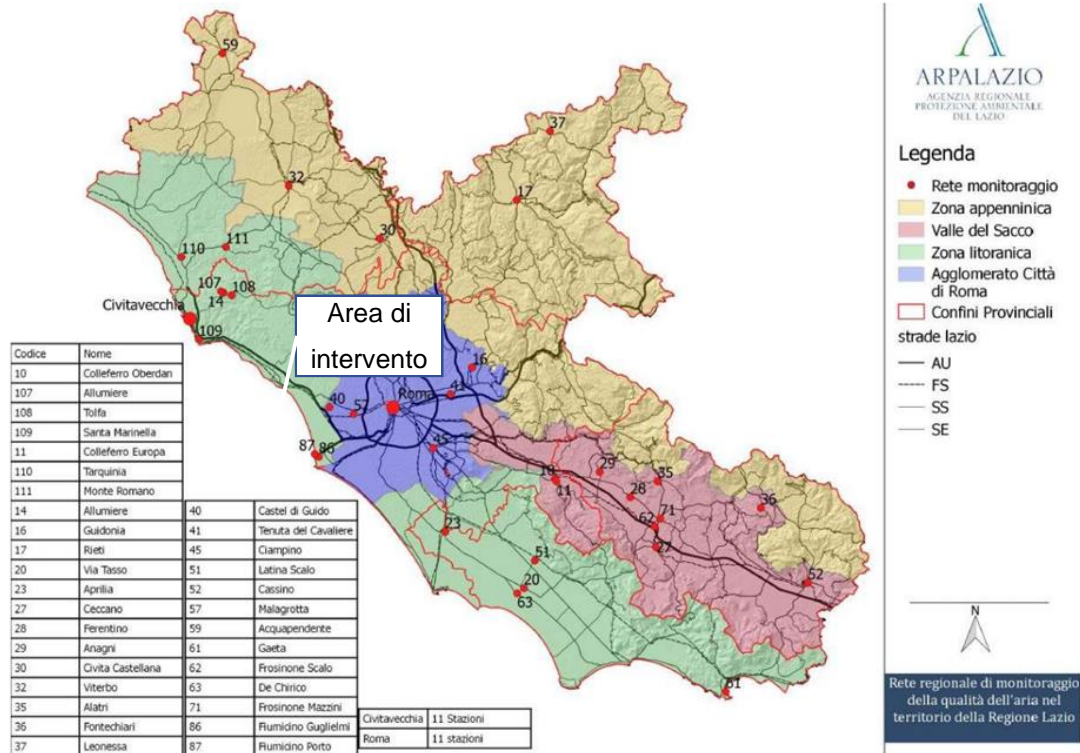 59
37
32
17
30
110
111
107
14
108
Civitavecchia
109
Area di
intervento
16
41
Roma
40
57
87
86
45
10
11
29
28
35
36
71
62
27
23
51
20
63
52
61
Codice Nome
10 Colleferro Oberdan
107 Allumiere
108 Tolfa
109 Santa Marinella
11 Colleferro Europa
110 Tarquinia
111 Monte Romano
14 Allumiere
16 Guidonia
17 Rieti
20 Via Tasso
23 Aprilia
27 Ceccano
28 Ferentino
29 Anagni
30 Civita Castellana
32 Viterbo
35 Alatri
36 Fontechiari
37 Leonessa
40 Castel di Guido
41 Tenuta del Cavaliere
45 Ciampino
51 Latina Scalo
52 Cassino
57 Malagrotta
59 Acquapendente
61 Gaeta
62 Frosinone Scalo
63 De Chirico
71 Frosinone Mazzini
86 Fiumicino Guglielmi
87 Fiumicino Porto
Civitavecchia 11 Stazioni
Roma 11 stazioni
ARPALAZIO
AGENZIA REGIONALE
PROTEZIONE AMBIENTALE
DEL LAZIO
Legenda
Rete monitoraggio
Zona appenninica
Valle del Sacco
Zona litoranica
Agglomerato Città
di Roma
Confini Provinciali
strade lazio
AU
FS
SS
SE
N
Rete regionale di monitoraggio
della qualità dell'aria nel
territorio della Regione Lazio